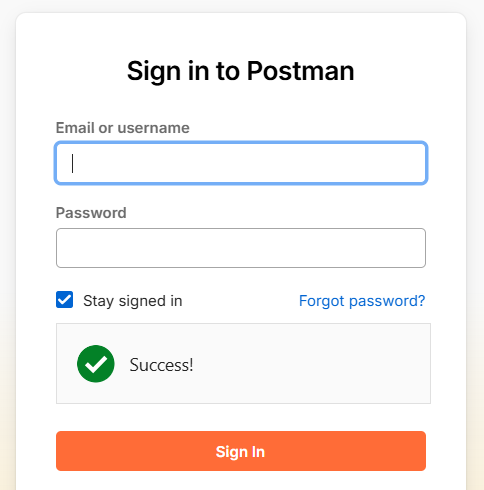 Sign in to Postman
Email or username
Password
Stay signed in Forgot password?
Success!
Sign In